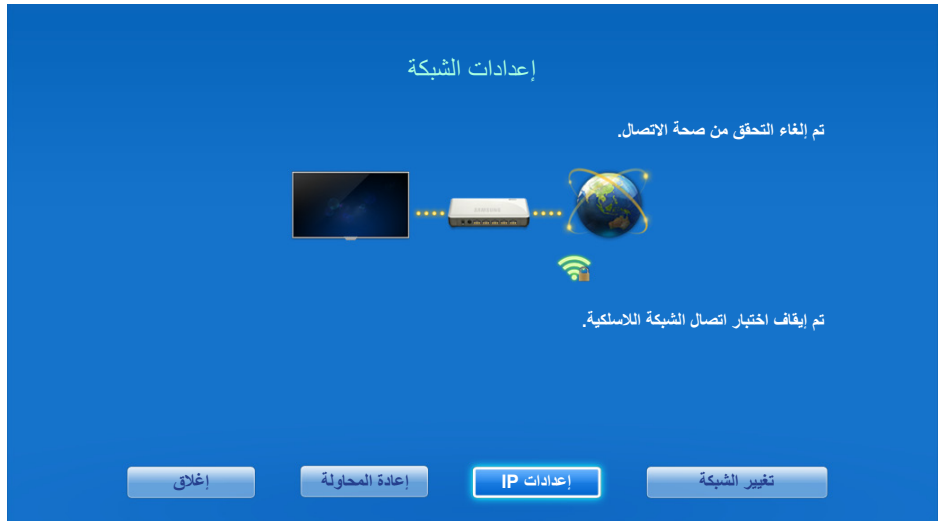 إعدادات الشبكة
تم إلغاء التحقق من صحة الاتصال.
SAMSUNG
تم إيقاف اختبار اتصال الشبكة اللاسلكية.
تغيير الشبكة
إعدادات IP
إعادة المحاولة
إغلاق